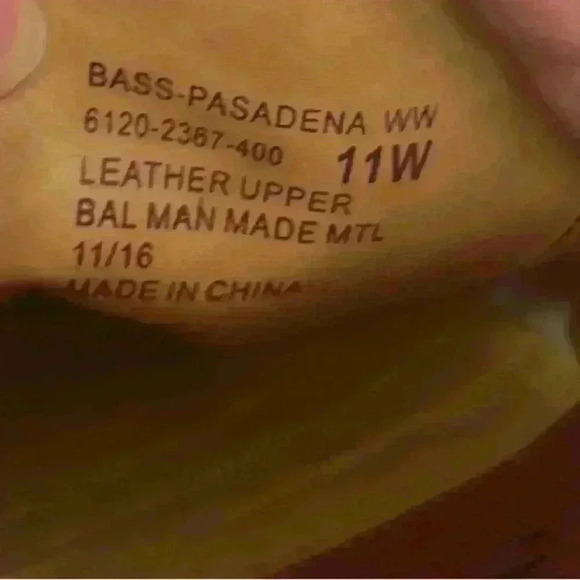 BASS-PASADENA WW
6120-2367-400 11W
LEATHER UPPER
BAL MAN MADE MTL
11/16
MADE IN CHINA